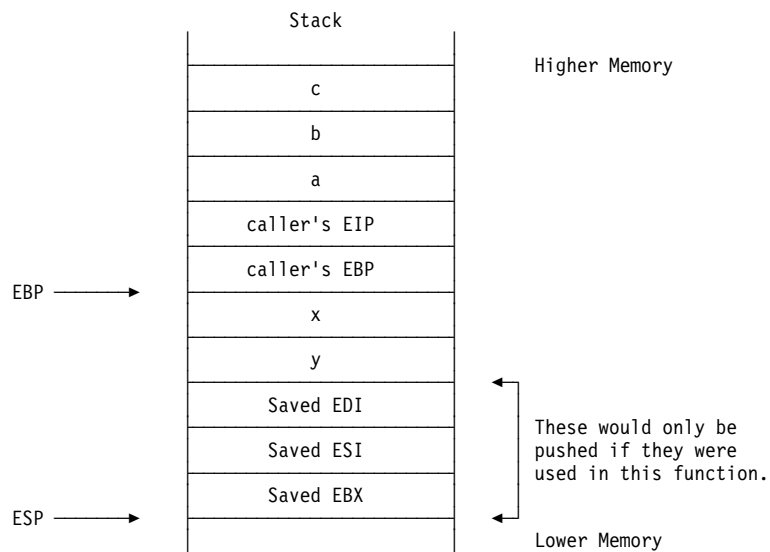 Stack
Higher Memory
c
b
a
caller's EIP
caller's EBP
EBP
x
y
Saved EDI
Saved ESI
Saved EBX
These would only be
pushed if they were
used in this function.
ESP
Lower Memory